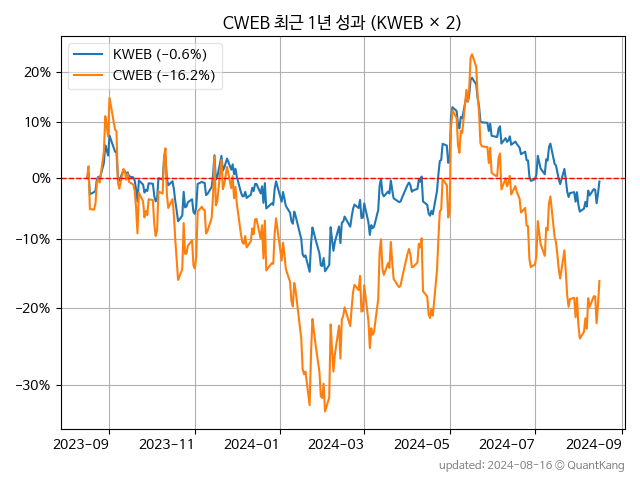 CWEB 최근 1년 성과 (KWEB × 2)
KWEB (−0.6%)
CWEB (−16.2%)
20%
10%
0%
−10%
−20%
−30%
2023-09 2023-11 2024-01 2024-03 2024-05 2024-07 2024-09
updated: 2024-08-16 © QuantKang